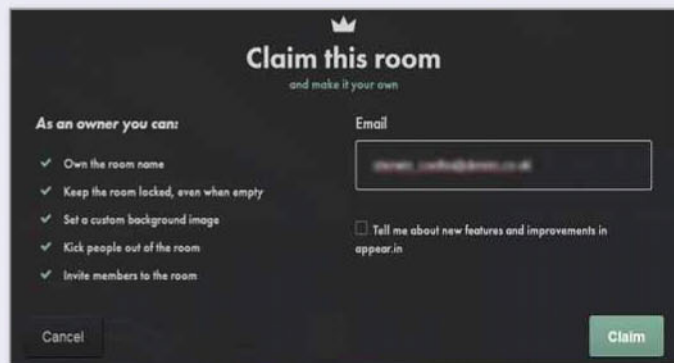 Claim this room
and make it your own
As an owner you can:
Own the room name
Keep the room locked, even when empty
Set a custom background image
Kick people out of the room
Invite members to the room
Email
Tell me about new features and improvements in
appear.in
Cancel
Claim